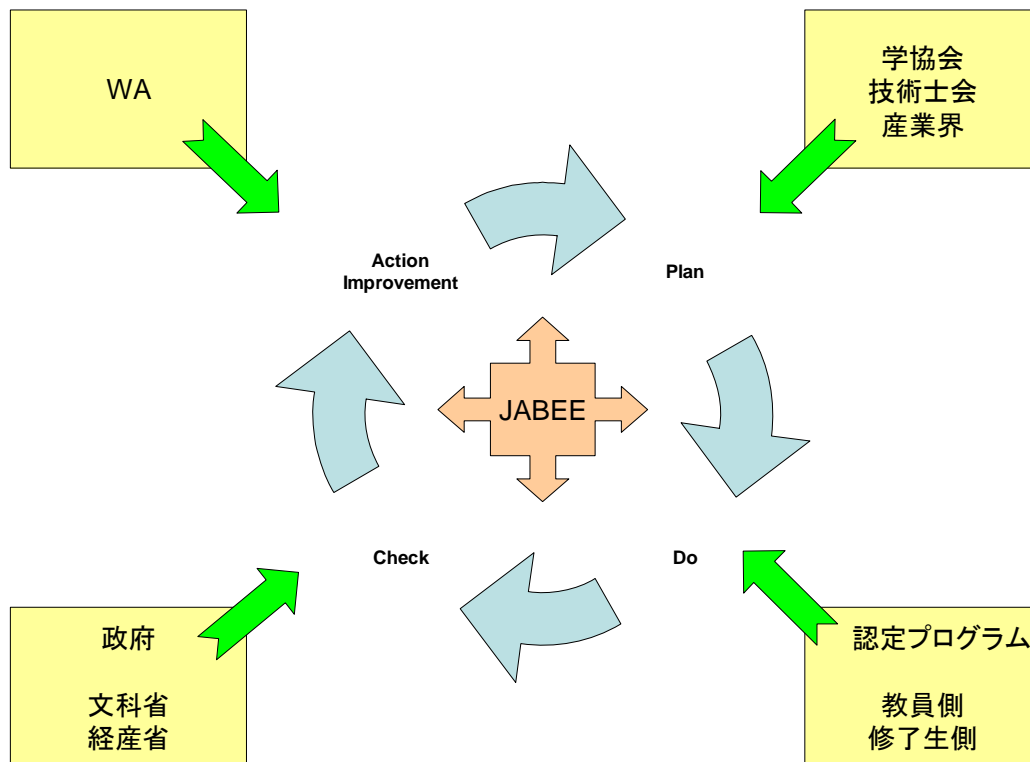 WA
学協会
技術士会
産業界
Action
Improvement
Plan
JABEE
Check
Do
政府
文科省
経産省
認定プログラム
教員側
修了生側